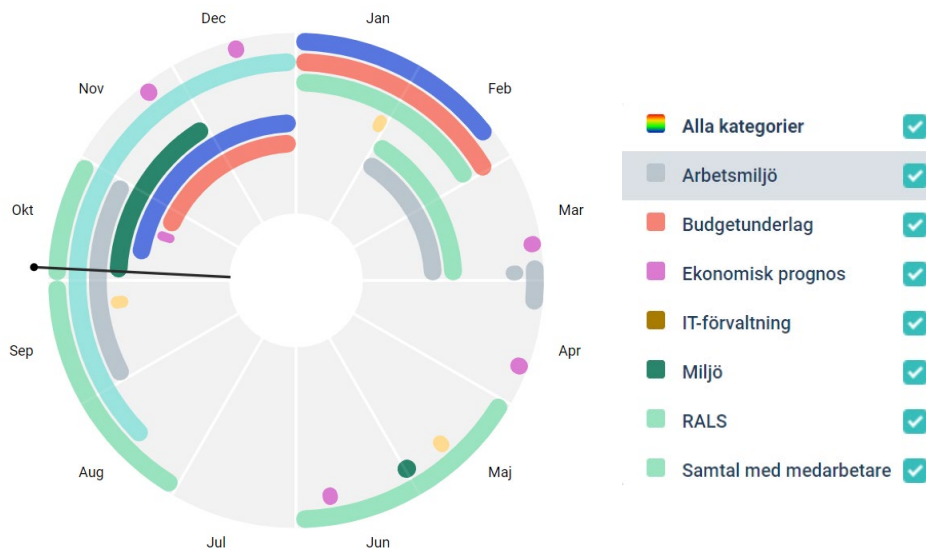 Dec
Jan
Nov
Feb
Okt
Mar
Sep
Apr
Aug
Maj
Jul
Jun
Alla kategorier
Arbetsmiljö
Budgetunderlag
Ekonomisk prognos
IT-förvaltning
Miljö
RALS
Samtal med medarbetare